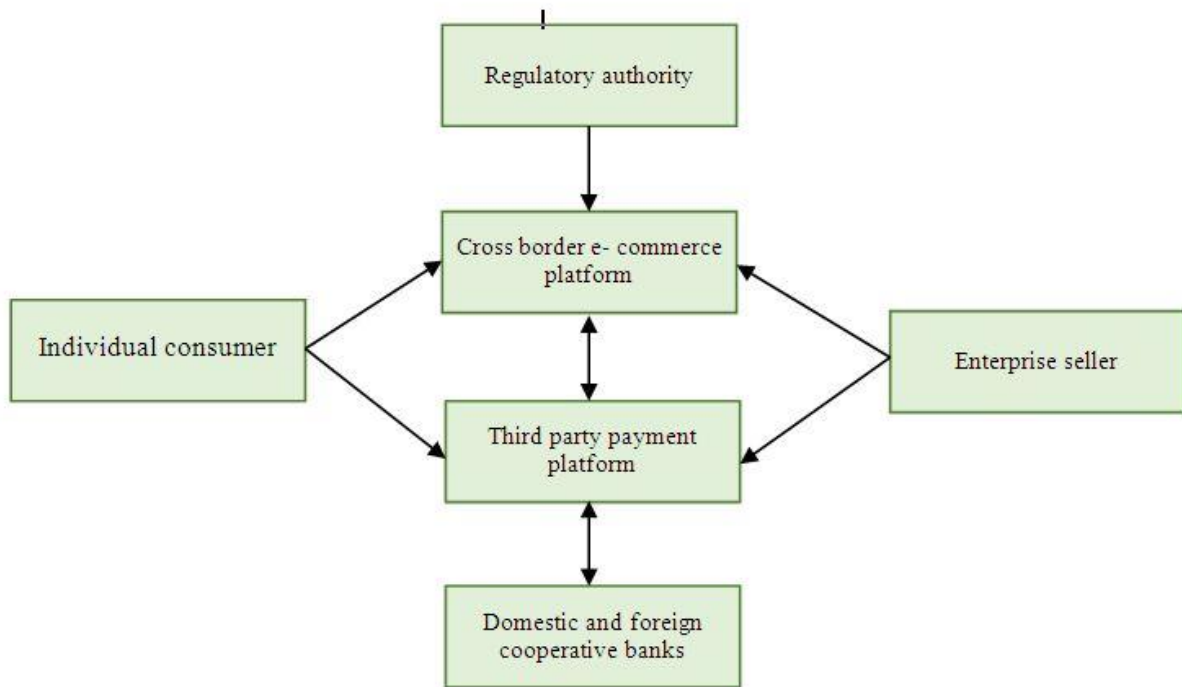 Regulatory authority
Cross border e- commerce
platform
Individual consumer
Enterprise seller
Third party payment
platform
Domestic and foreign
cooperative banks